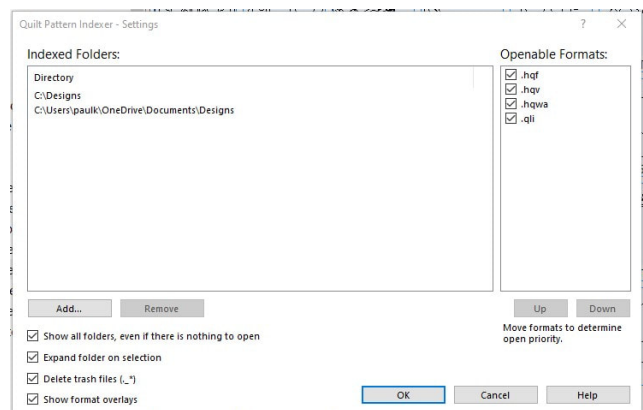 Quilt Pattern Indexer - Settings
? ×
Indexed Folders:
Openable Formats:
Directory
C:\Designs
C:\Users\paulk\OneDrive\Documents\Designs
.hqf
.hqv
.hqwa
.qli
Add...
Remove
Up
Down
Move formats to determine
open priority.
Show all folders, even if there is nothing to open
Expand folder on selection
Delete trash files (._*)
Show format overlays
OK
Cancel
Help